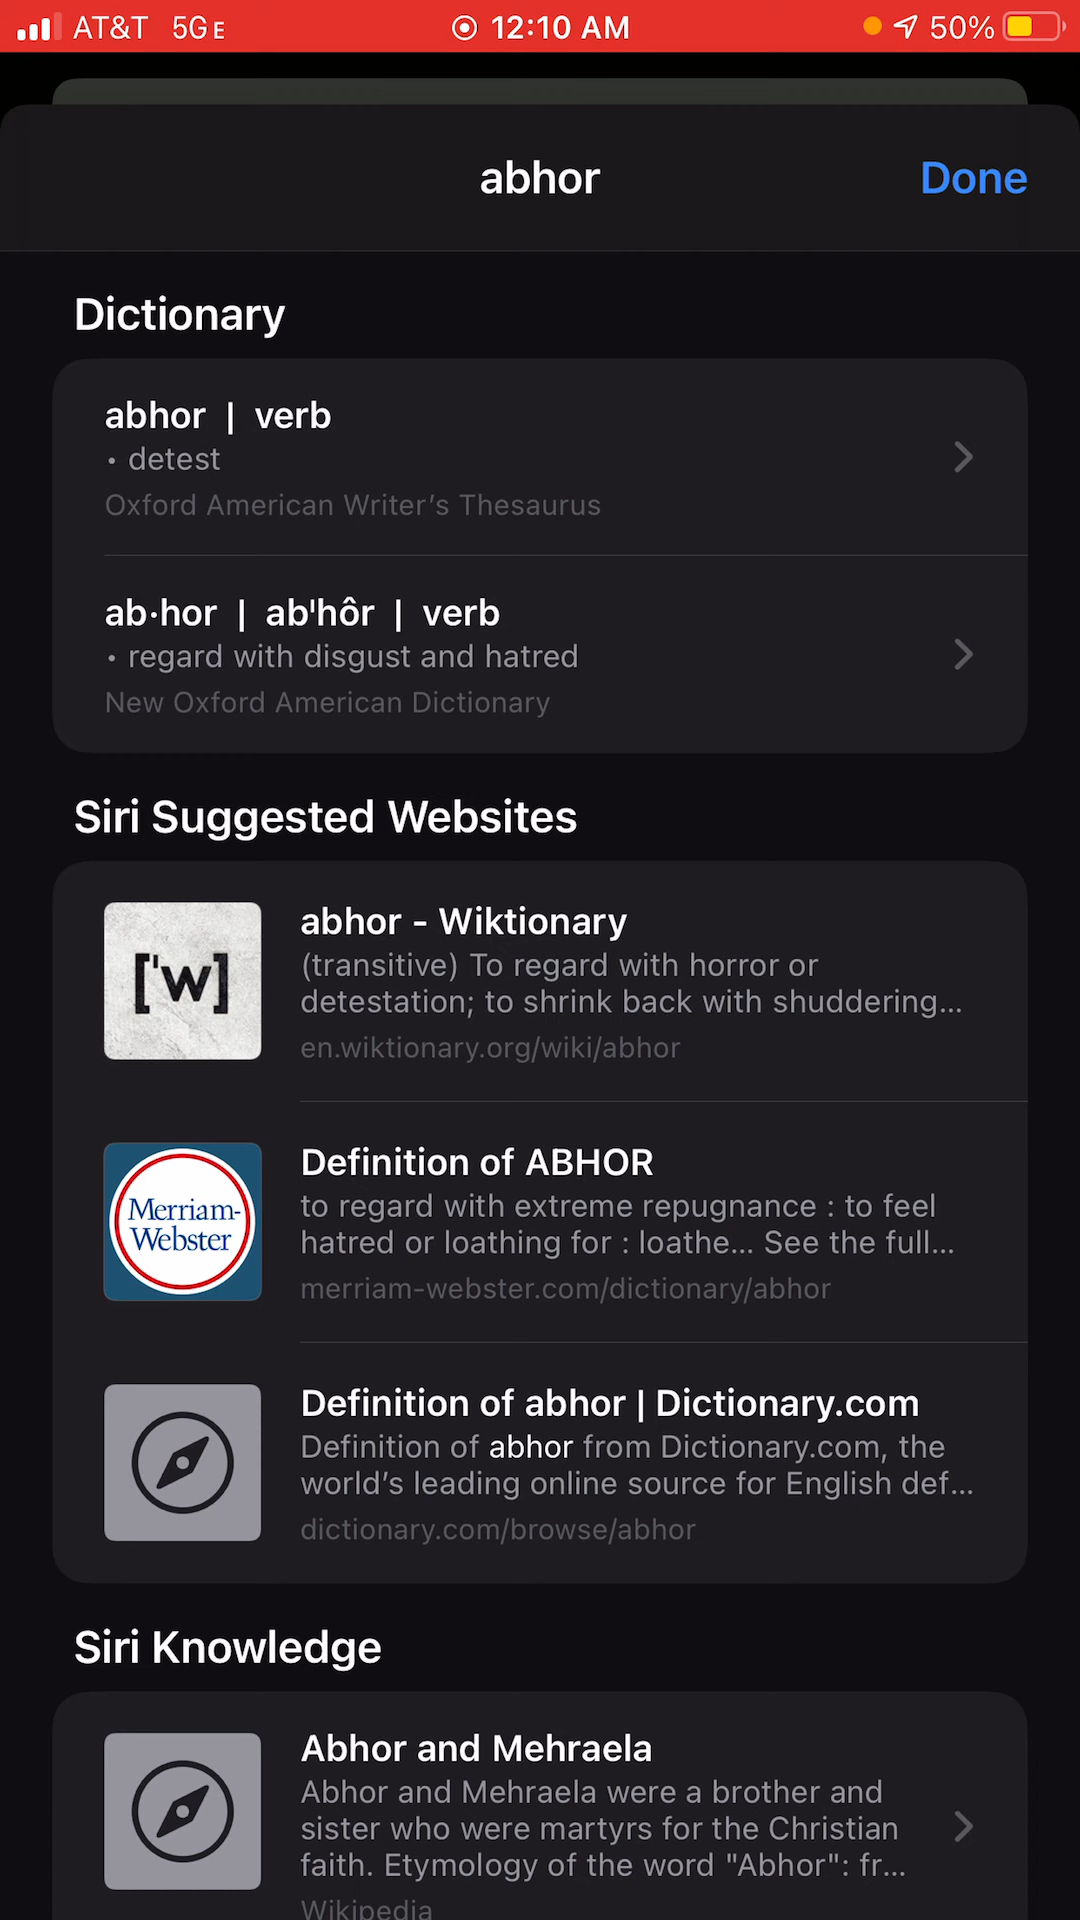 AT&T 5GE 12:10 AM 50%
abhor Done
Dictionary
abhor | verb
• detest
Oxford American Writer’s Thesaurus
ab·hor | abˈhôr | verb
• regard with disgust and hatred
New Oxford American Dictionary
Siri Suggested Websites
['w]
abhor - Wiktionary
(transitive) To regard with horror or
detestation; to shrink back with shuddering...
en.wiktionary.org/wiki/abhor
Merriam-
Webster
Definition of ABHOR
to regard with extreme repugnance : to feel
hatred or loathing for : loathe... See the full...
merriam-webster.com/dictionary/abhor
Definition of abhor | Dictionary.com
Definition of abhor from Dictionary.com, the
world’s leading online source for English def...
dictionary.com/browse/abhor
Siri Knowledge
Abhor and Mehraela
Abhor and Mehraela were a brother and
sister who were martyrs for the Christian
faith. Etymology of the word "Abhor": fr...
Wikipedia